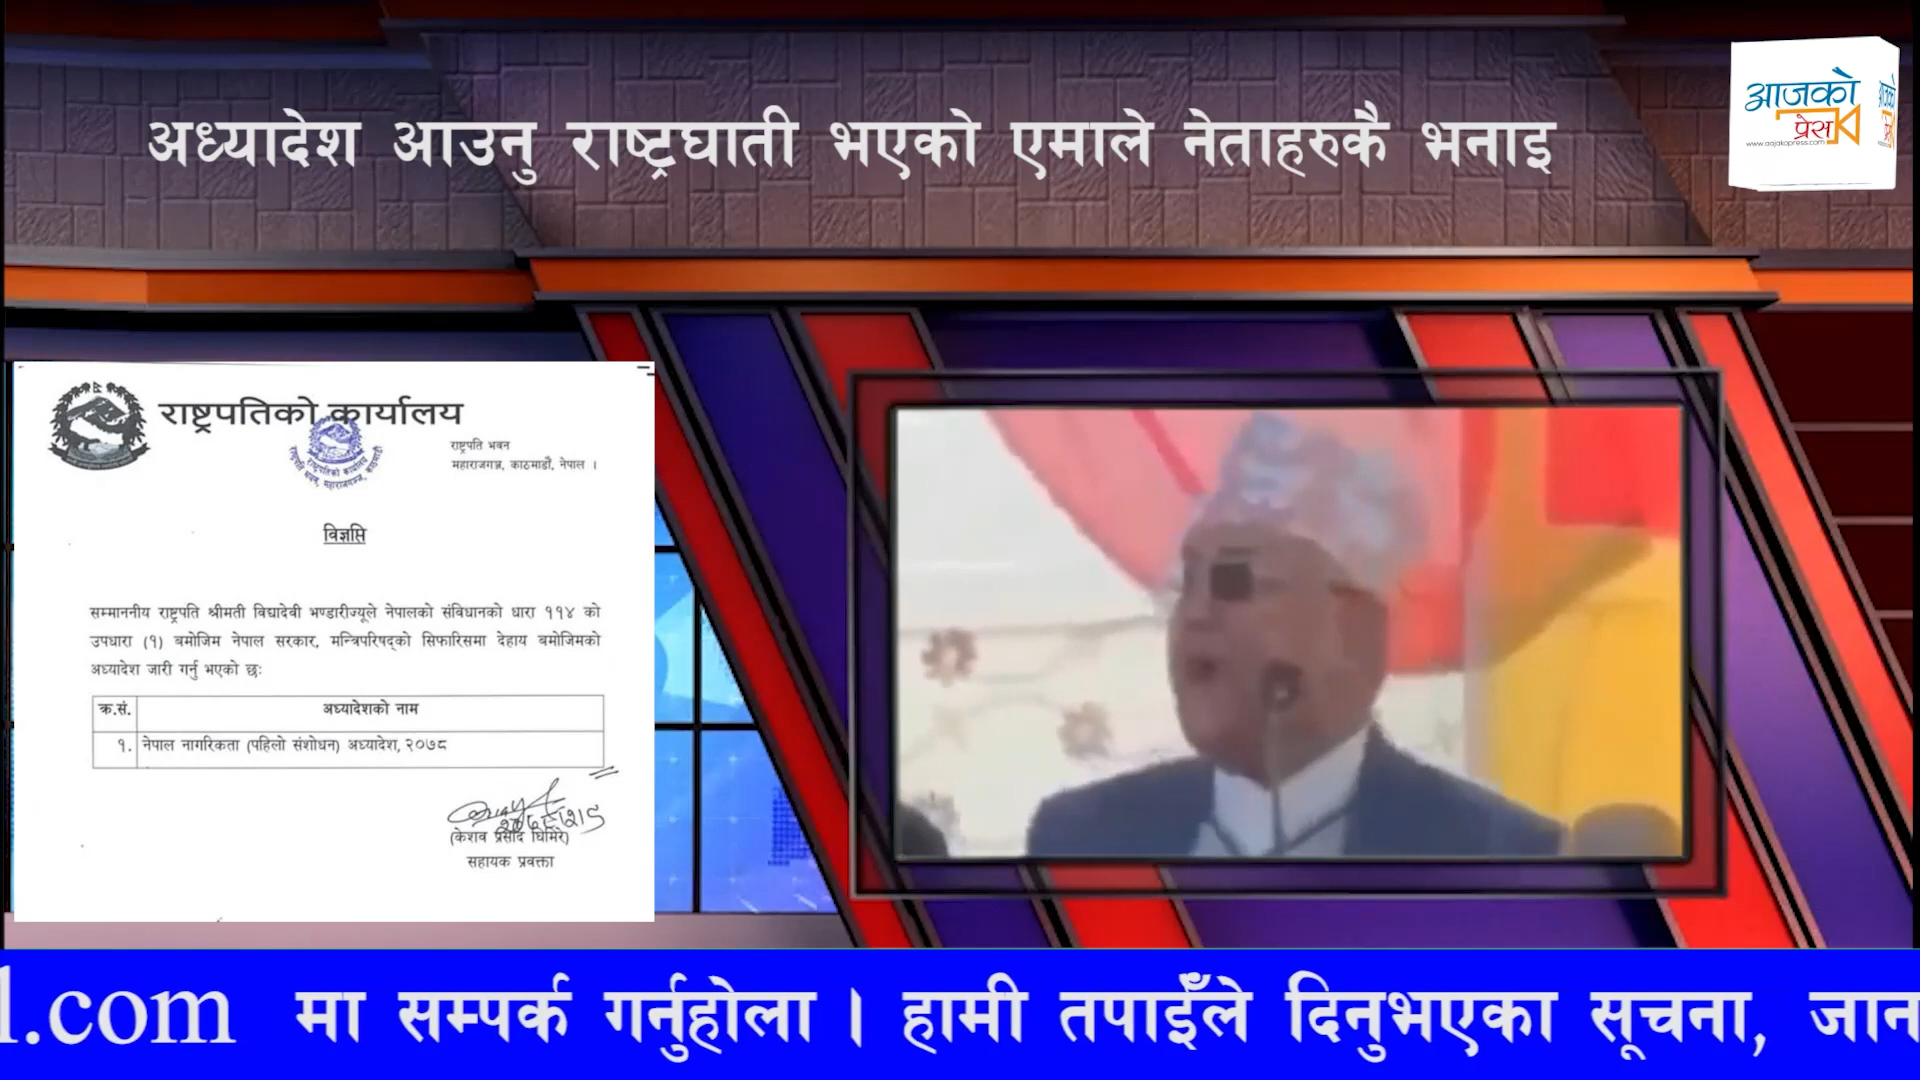 अध्यादेश आउनु राष्ट्रघाती भएको एमाले नेताहरुकै भनाइ
आजको
प्रेस
www.aajakopress.com
राष्ट्रपतिको कार्यालय
राष्ट्रपति भवन
महाराजगञ्ज, काठमाडौं, नेपाल ।
विज्ञप्ति
सम्माननीय राष्ट्रपति श्रीमती विद्यादेवी भण्डारीज्यूले नेपालको संविधानको धारा ११४ को
उपधारा (१) बमोजिम नेपाल सरकार, मन्त्रिपरिषद्को सिफारिसमा देहाय बमोजिमको
अध्यादेश जारी गर्नु भएको छः
क्र.सं. अध्यादेशको नाम
१. नेपाल नागरिकता (पहिलो संशोधन) अध्यादेश, २०७८
(केशव प्रसाद घिमिरे)
सहायक प्रवक्ता
l.com मा सम्पर्क गर्नुहोला । हामी तपाईँले दिनुभएका सूचना, जान